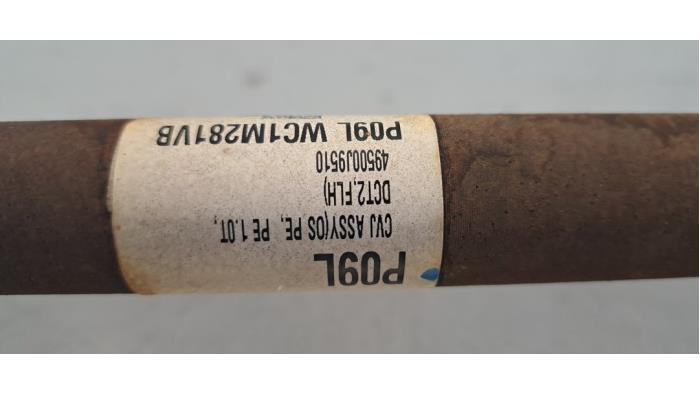 P09L
CVJ ASSY(OS PE, PE 1.0T,
DCT2,FLH)
49500J9510
P09L WC1M281VB